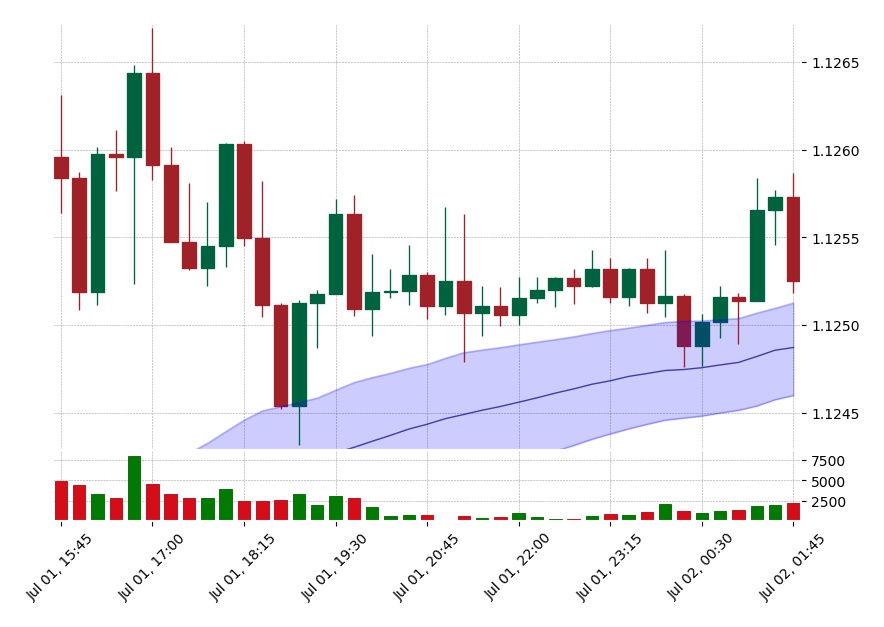 1.1265
1.1260
1.1255
1.1250
1.1245
7500
5000
2500
Jul 01, 15:45
Jul 01, 17:00
Jul 01, 18:15
Jul 01, 19:30
Jul 01, 20:45
Jul 01, 22:00
Jul 01, 23:15
Jul 02, 00:30
Jul 02, 01:45